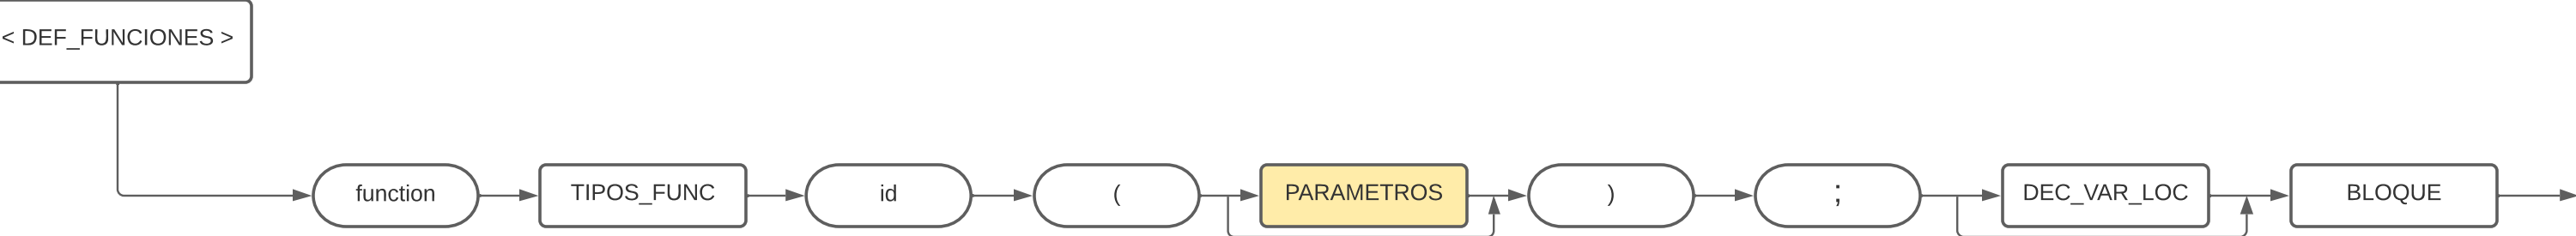 < DEF_FUNCIONES >
function
TIPOS_FUNC
id
(
PARAMETROS
)
;
DEC_VAR_LOC
BLOQUE